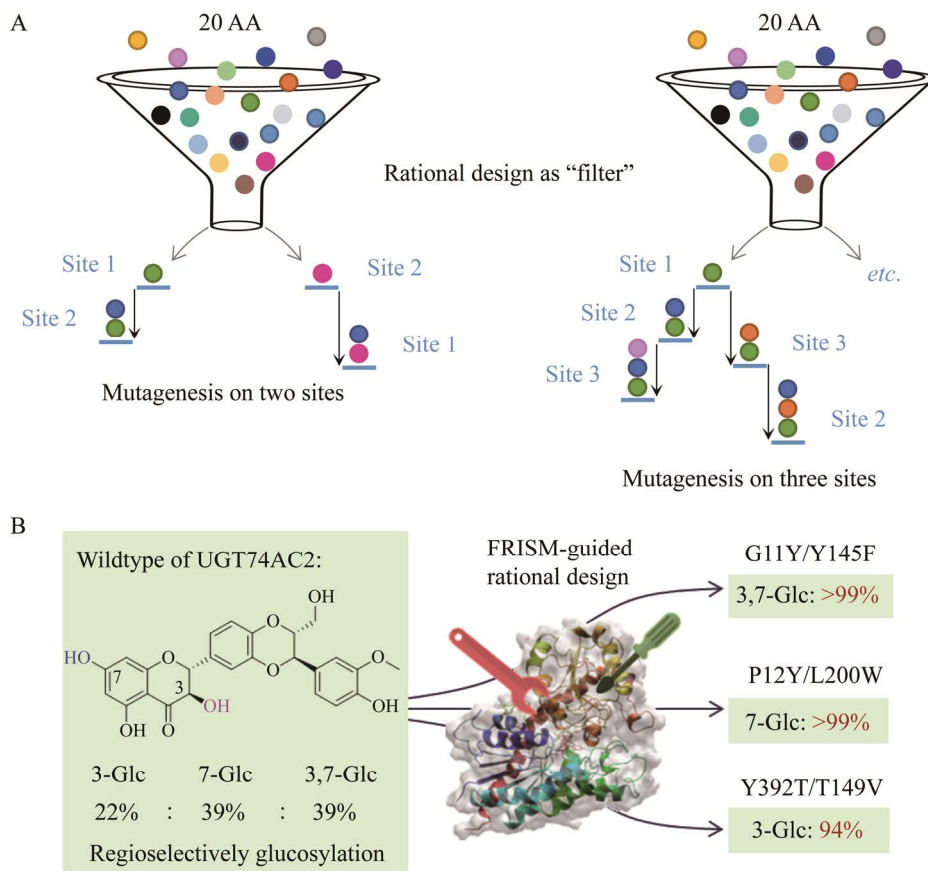 A
20 AA
20 AA
Rational design as “filter”
Site 1
Site 2
Site 2
Site 1
Mutagenesis on two sites
Site 1
etc.
Site 2
Site 3
Site 3
Site 2
Mutagenesis on three sites
B
Wildtype of UGT74AC2:
OH
HO
7
O
O
O
O
3
OH
OH
O
OH
3-Glc 7-Glc 3,7-Glc
22% : 39% : 39%
Regioselectively glucosylation
FRISM-guided
rational design
G11Y/Y145F
3,7-Glc: >99%
P12Y/L200W
7-Glc: >99%
Y392T/T149V
3-Glc: 94%